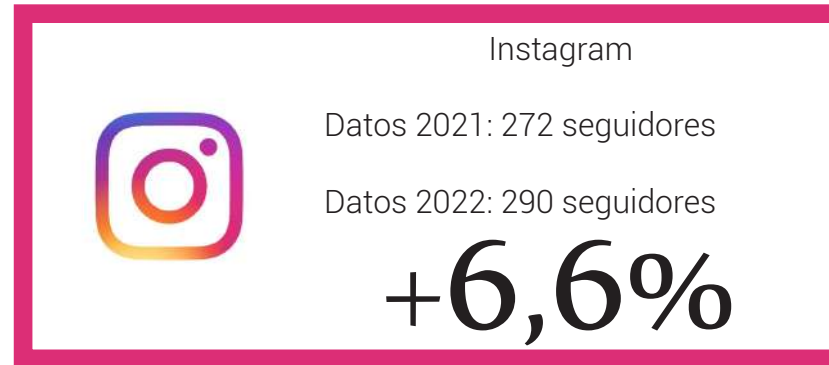 Instagram
Datos 2021: 272 seguidores
Datos 2022: 290 seguidores
+6,6%